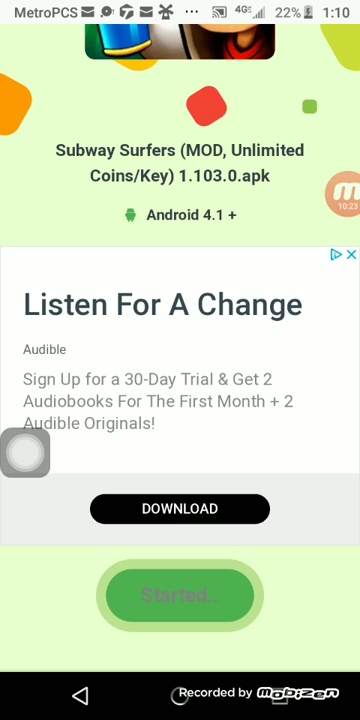 MetroPCS ... 4G 22% 1:10
Subway Surfers (MOD, Unlimited
Coins/Key) 1.103.0.apk
10:23
Android 4.1 +
Listen For A Change
Audible
Sign Up for a 30-Day Trial & Get 2
Audiobooks For The First Month + 2
Audible Originals!
DOWNLOAD
Started...
Recorded by mobizen